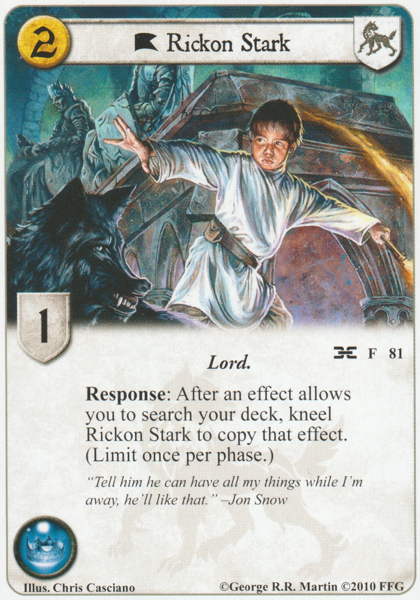 2
Rickon Stark
1
Lord.
F 81
Response: After an effect allows
you to search your deck, kneel
Rickon Stark to copy that effect.
(Limit once per phase.)
“Tell him he can have all my things while I’m
away, he’ll like that.” –Jon Snow
Illus. Chris Casciano
©George R.R. Martin ©2010 FFG